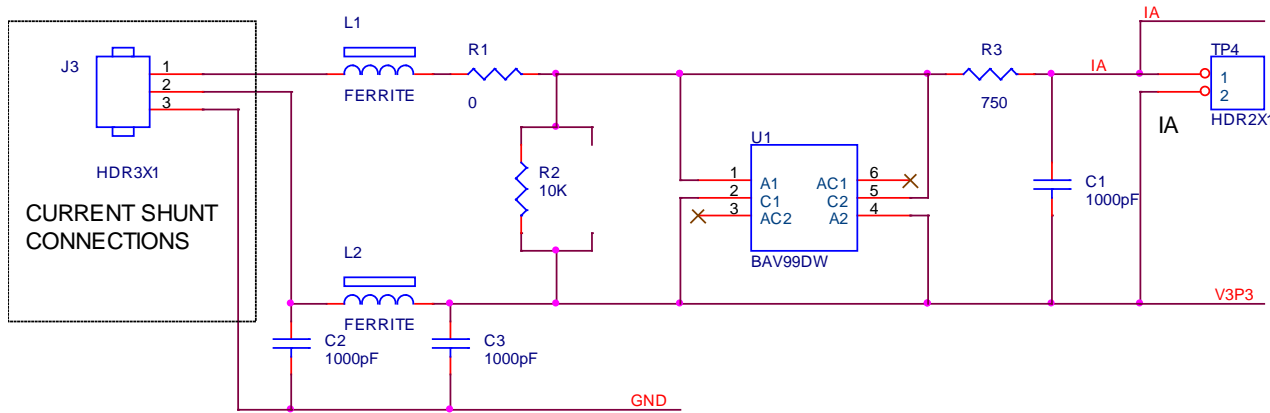 IA
L1
FERRITE
R1
0
R3
750
IA
TP4
1
2
HDR2X1
IA
J3
1
2
3
HDR3X1
CURRENT SHUNT
CONNECTIONS
R2
10K
U1
1
2
3
A1
C1
AC2
AC1
C2
A2
6
5
4
BAV99DW
C1
1000pF
L2
FERRITE
V3P3
C2
1000pF
C3
1000pF
GND